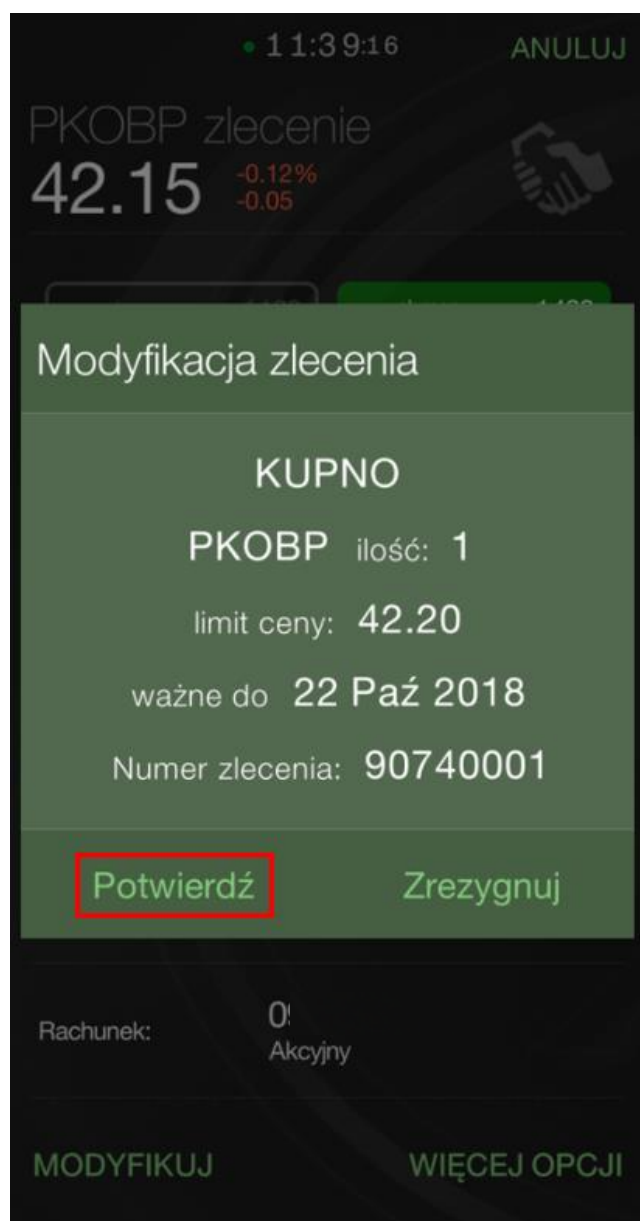 11:39:16 ANULUJ
PKOBP zlecenie
42.15 -0.12%
-0.05
Modyfikacja zlecenia
KUPNO
PKOBP ilość: 1
limit ceny: 42.20
ważne do 22 Paź 2018
Numer zlecenia: 90740001
Potwierdź Zrezygnuj
Rachunek:
Akcyjny
MODYFIKUJ WIĘCEJ OPCJI